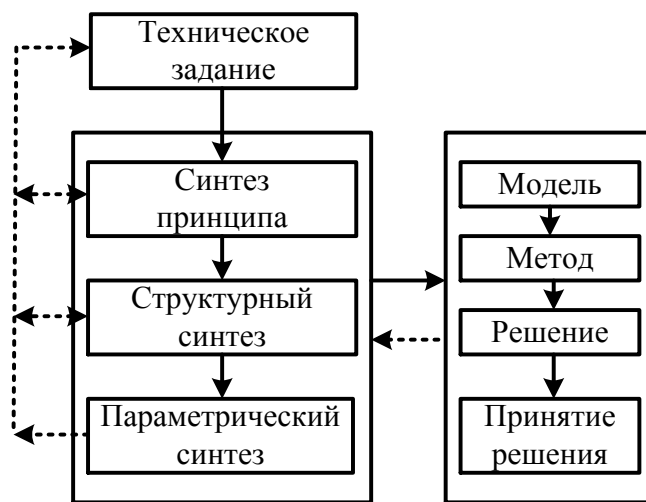 Техническое
задание
Синтез
принципа
Структурный
синтез
Параметрический
синтез
Модель
Метод
Решение
Принятие
решения